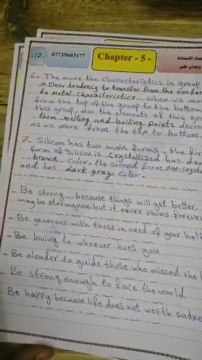 Chapter - 5 -
6- The more the characteristics in group
a clear tendency to transfer from the non
to metal characteristics when we move
from the top of the group to the bottom
this group, also the elements of this group
then melting and boiling points decrease
as we move from the top to bottom
7- Silicon has two main forms, the first
form of Silicon is Crystallized has dark
brown color, the second form
and has dark gray color.
- Be strong because things will get better,
may be stormy now but it never rains forever
- Be generous with those in need of your help
- Be loving to whoever loves you
- Be a leader to guide those who missed the
- Be strong enough to face the world
- Be happy because life does not worth sadness